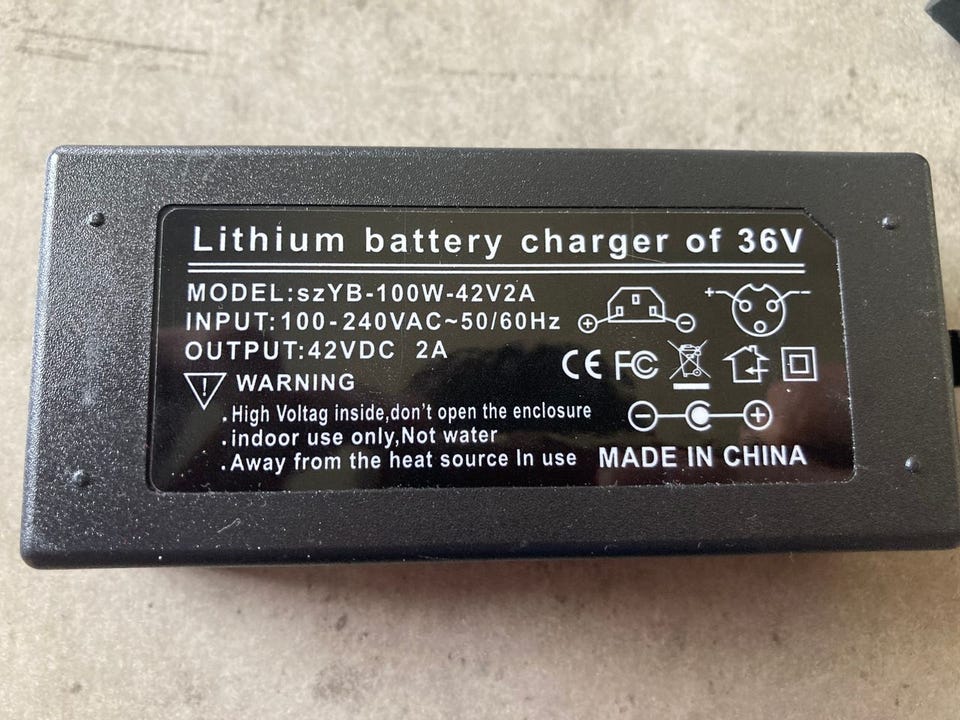 Lithium battery charger of 36V
MODEL:szYB-100W-42V2A
INPUT:100-240VAC~50/60Hz
OUTPUT:42VDC 2A
WARNING
.High Voltag inside,don't open the enclosure
.indoor use only,Not water
.Away from the heat source In use
CE FC
MADE IN CHINA